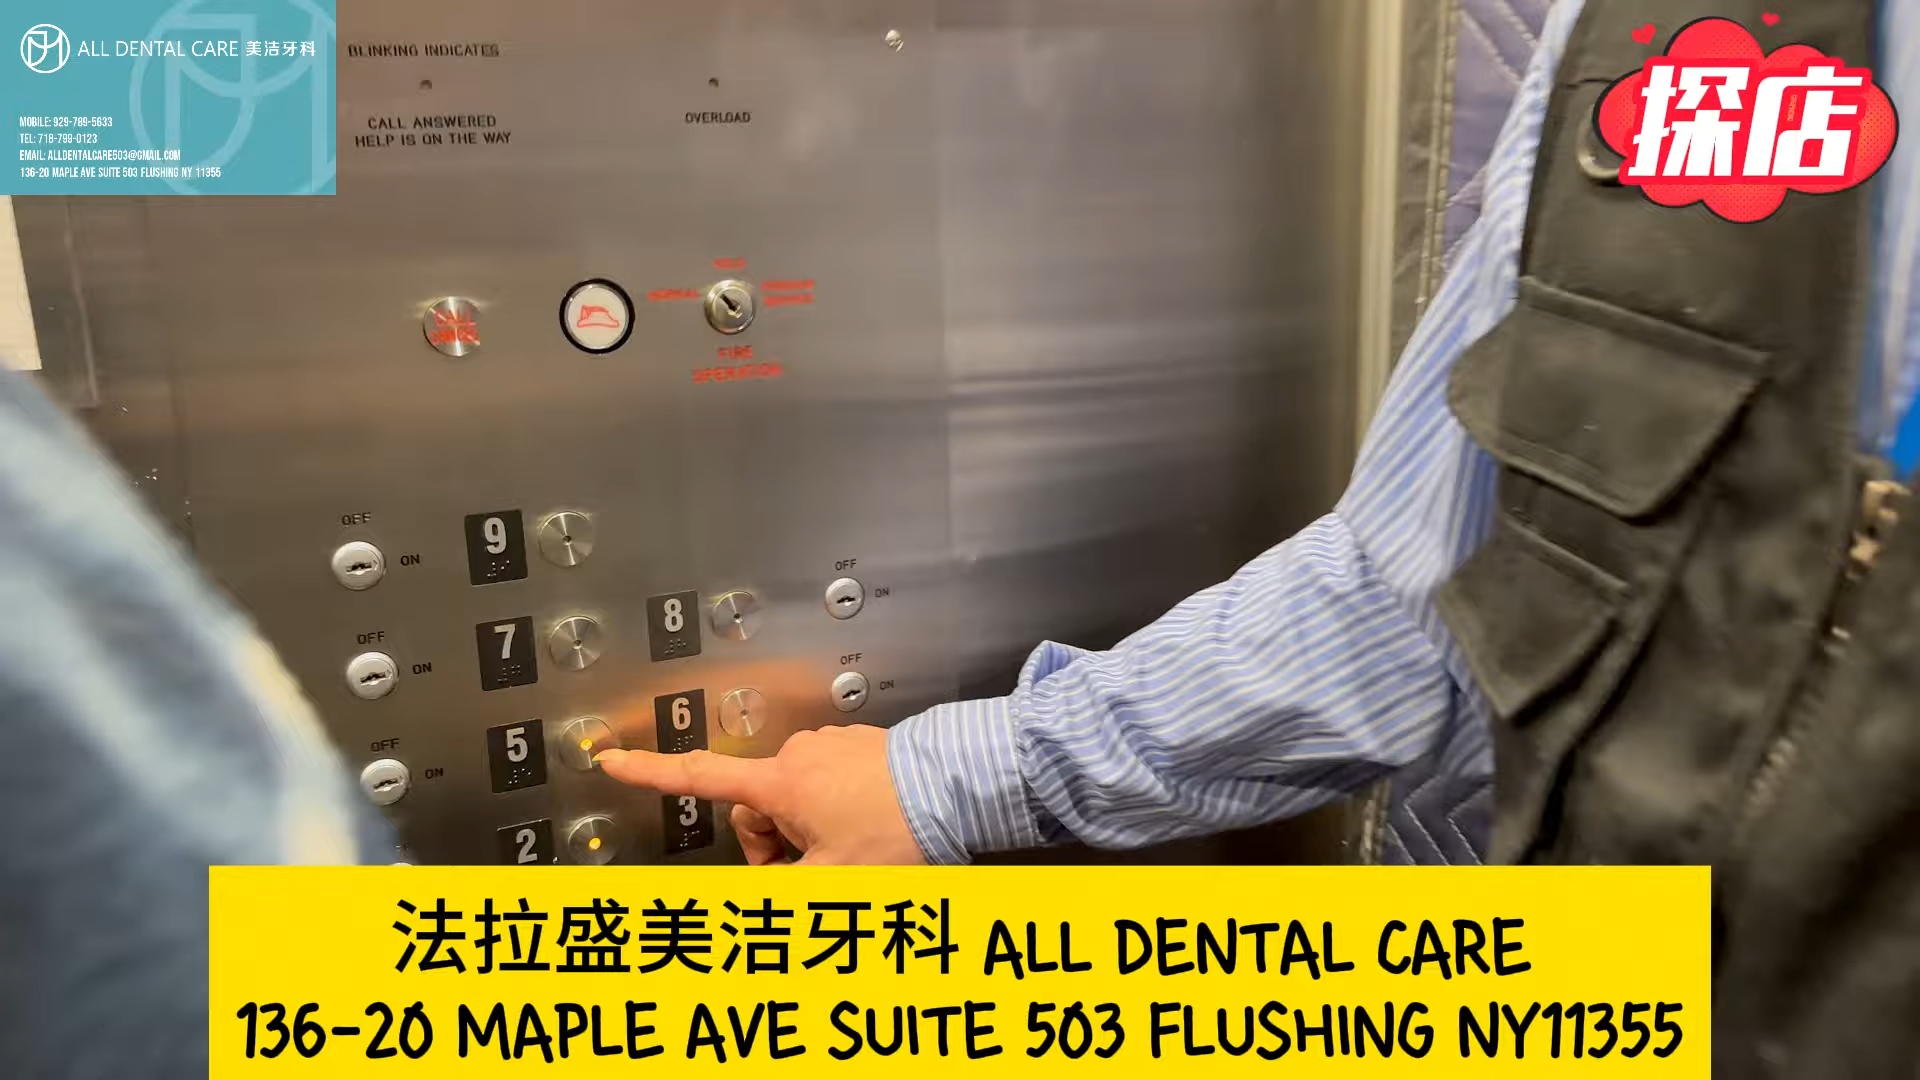 ALL DENTAL CARE 美洁牙科
MOBILE: 929-789-5633
TEL: 718-799-0123
EMAIL: ALLDENTALCARE503@GMAIL.COM
136-20 MAPLE AVE SUITE 503 FLUSHING NY 11355
探店
BLINKING INDICATES
CALL ANSWERED
HELP IS ON THE WAY
OVERLOAD
CALL
CANCEL
HOLD
NORMAL
FIRE
OPERATION
OFF
ON
9
OFF
ON
8
OFF
ON
7
OFF
ON
6
OFF
ON
5
3
2
法拉盛美洁牙科 ALL DENTAL CARE
136-20 MAPLE AVE SUITE 503 FLUSHING NY11355